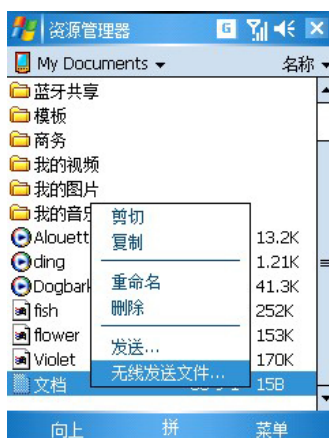 资源管理器 G
My Documents 名称
蓝牙共享
模板
商务
我的视频
我的图片
我的音乐
剪切
复制
重命名
删除
发送...
无线发送文件...
Alouett 13.2K
ding 1.21K
Dogbark 41.3K
fish 252K
flower 153K
Violet 170K
文档 15B
向上 拼 菜单